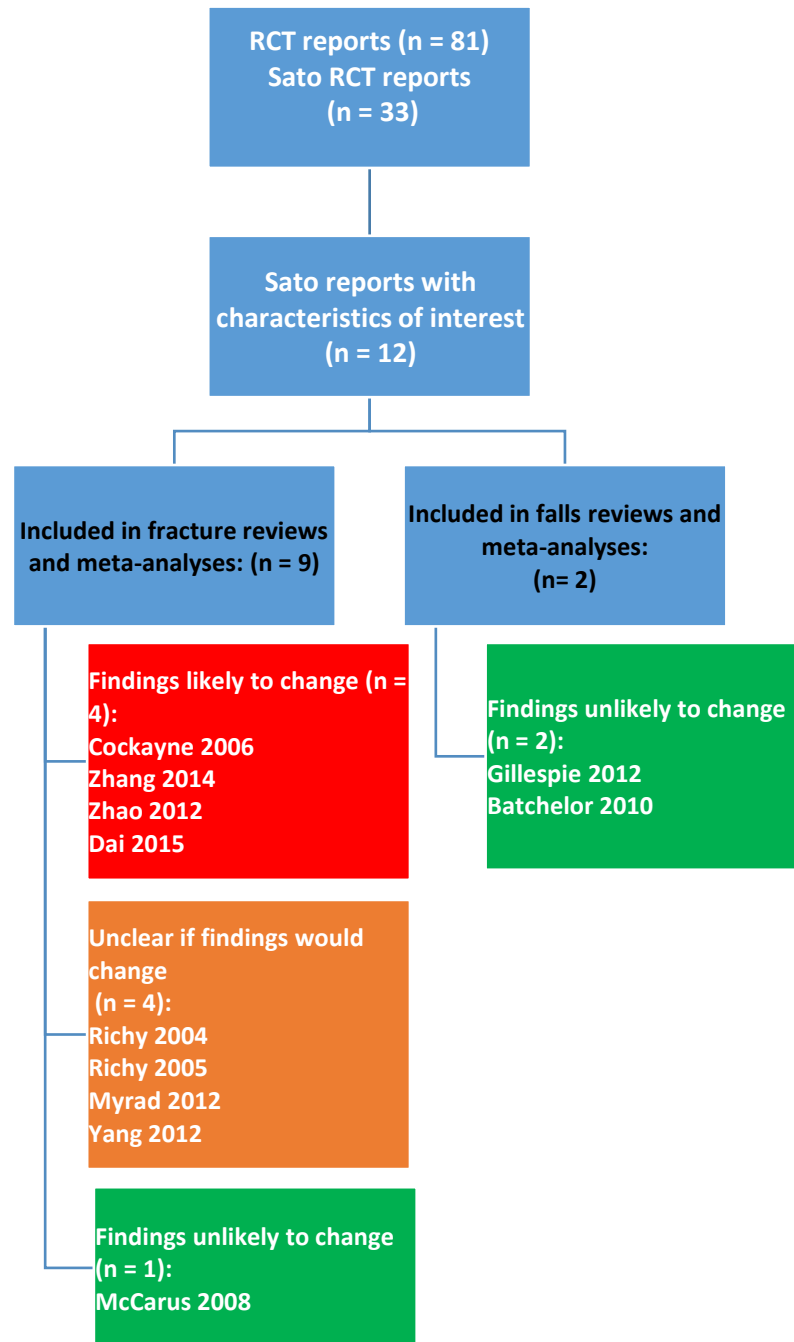 RCT reports (n = 81)
Sato RCT reports
(n = 33)
Sato reports with
characteristics of interest
(n = 12)
Included in fracture reviews
and meta-analyses: (n = 9)
Included in falls reviews and
meta-analyses:
(n= 2)
Findings likely to change (n =
4):
Cockayne 2006
Zhang 2014
Zhao 2012
Dai 2015
Findings unlikely to change
(n = 2):
Gillespie 2012
Batchelor 2010
Unclear if findings would
change
(n = 4):
Richy 2004
Richy 2005
Myrad 2012
Yang 2012
Findings unlikely to change
(n = 1):
McCarus 2008